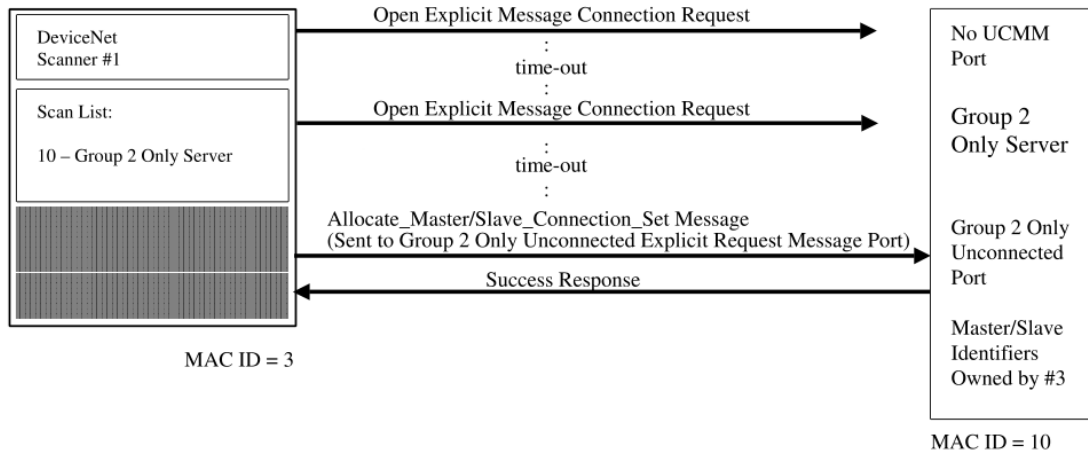 DeviceNet
Scanner #1
Scan List:
10 – Group 2 Only Server
MAC ID = 3
Open Explicit Message Connection Request
:
time-out
:
Open Explicit Message Connection Request
:
time-out
:
Allocate_Master/Slave_Connection_Set Message
(Sent to Group 2 Only Unconnected Explicit Request Message Port)
Success Response
No UCMM
Port
Group 2
Only Server
Group 2 Only
Unconnected
Port
Master/Slave
Identifiers
Owned by #3
MAC ID = 10